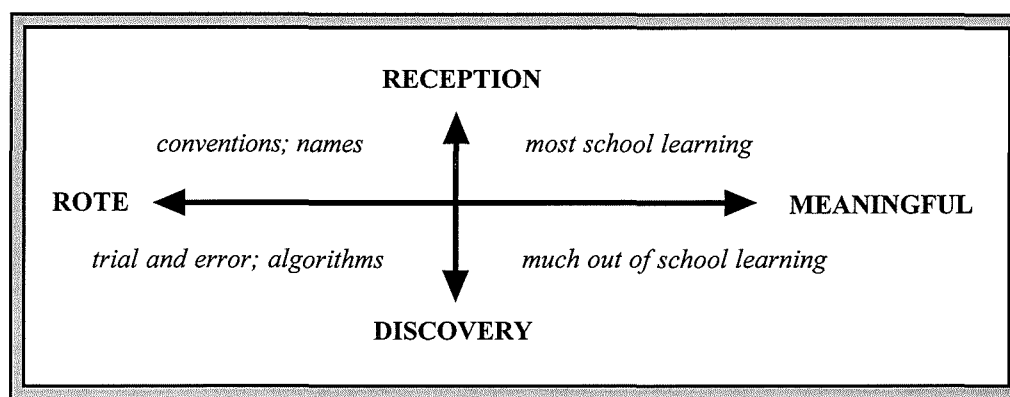 RECEPTION
conventions; names most school learning
ROTE MEANINGFUL
trial and error; algorithms much out of school learning
DISCOVERY